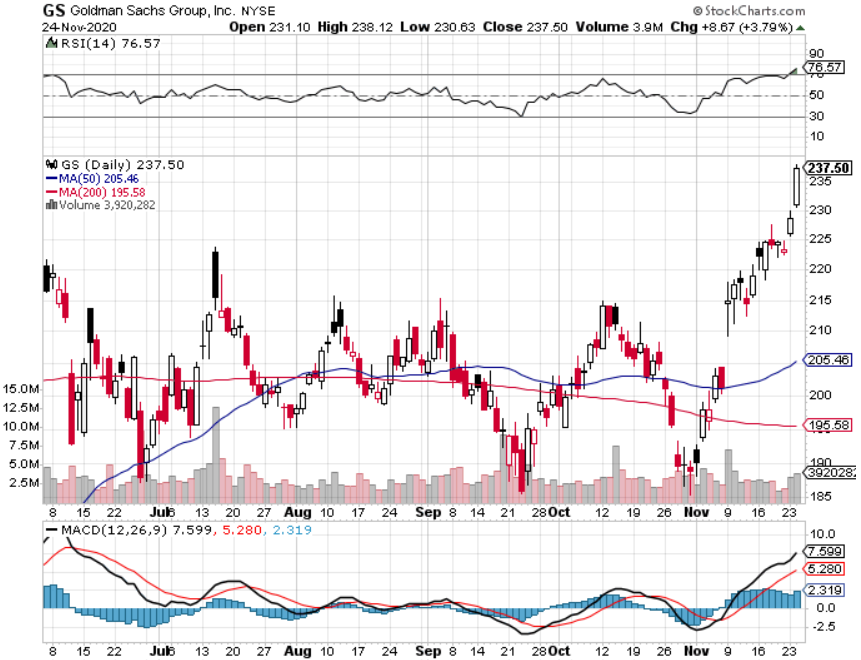 GS Goldman Sachs Group, Inc. NYSE © StockCharts.com
24-Nov-2020 Open 231.10 High 238.12 Low 230.63 Close 237.50 Volume 3.9M Chg +8.67 (+3.79%)
RSI(14) 76.57
90
76.57
70
50
30
10
GS (Daily) 237.50
MA(50) 205.46
MA(200) 195.58
Volume 3,920,282
237.50
235
230
225
220
215
210
205.46
200
195.58
190
3920282
185
15.0M
12.5M
10.0M
7.5M
5.0M
2.5M
8 15 22 Jul 6 13 20 27 Aug 10 17 24 Sep 8 14 21 28 Oct 12 19 26 Nov 9 16 23
MACD(12,26,9) 7.599, 5.280, 2.319
10.0
7.599
5.280
2.319
0.0
-2.5
8 15 22 Jul 6 13 20 27 Aug 10 17 24 Sep 8 14 21 28 Oct 12 19 26 Nov 9 16 23